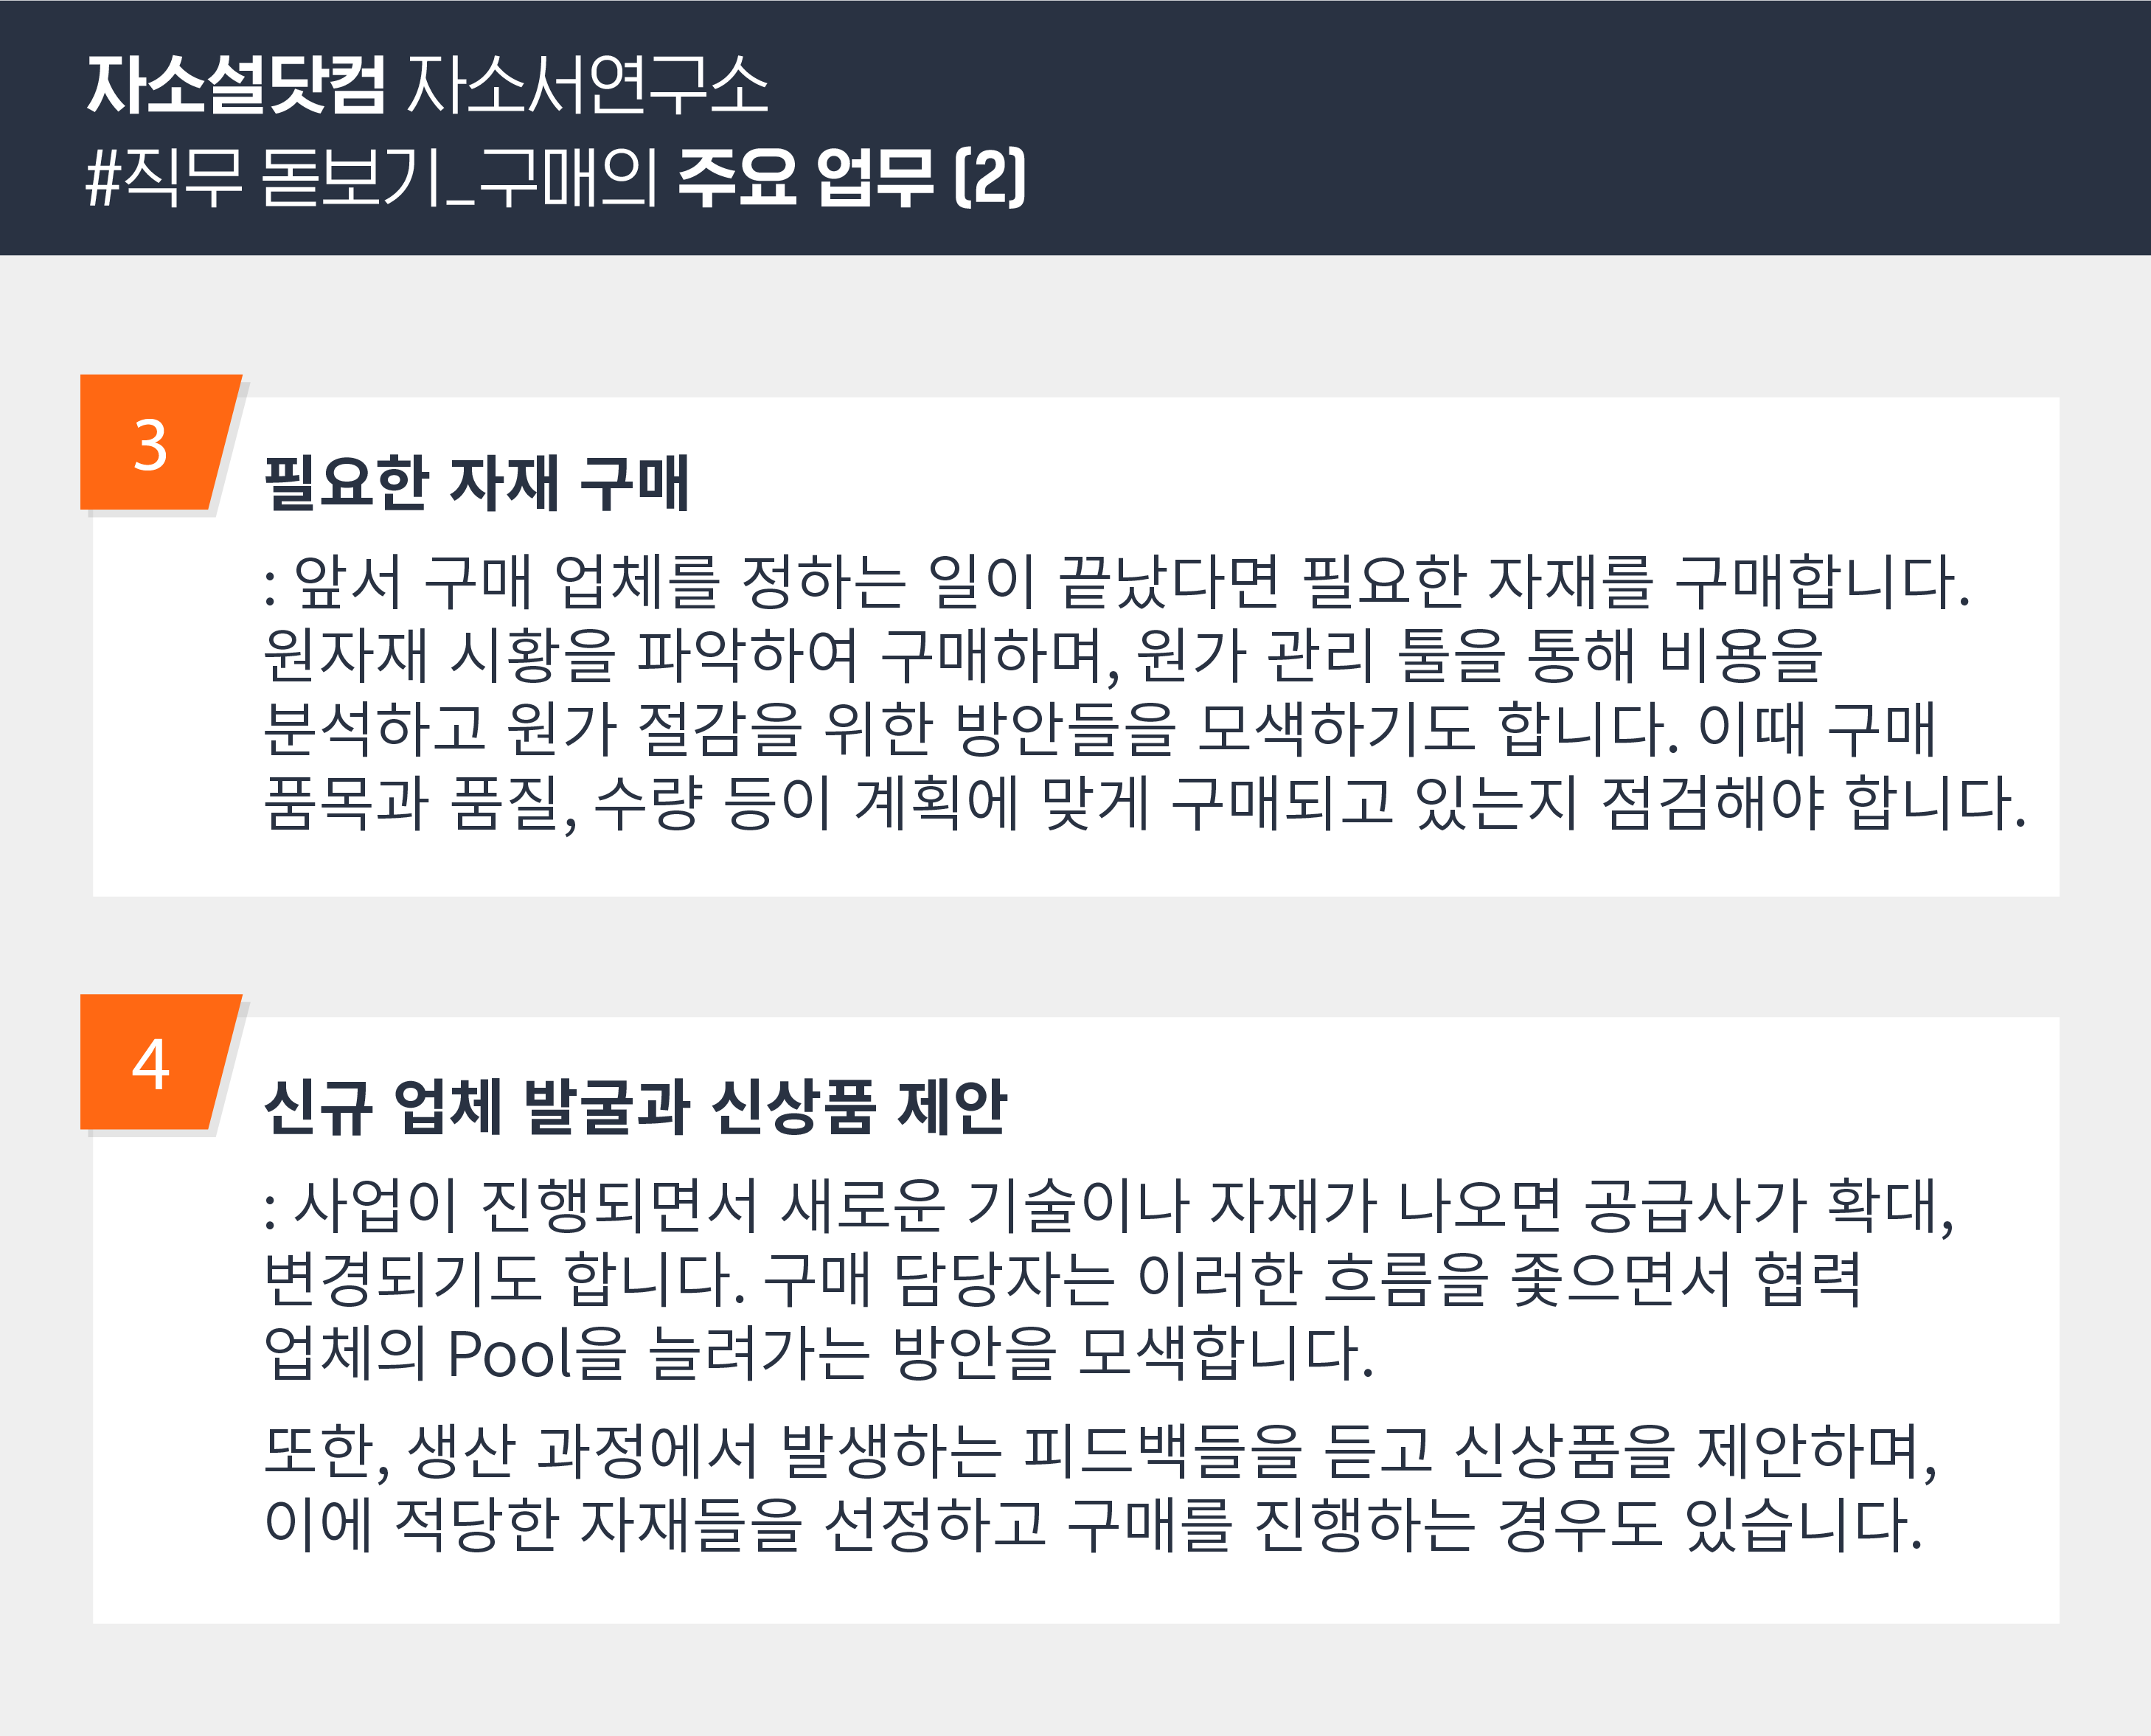 자소설닷컴 자소서연구소
#직무 돋보기_구매의 주요 업무 (2)
3
필요한 자재 구매
: 앞서 구매 업체를 정하는 일이 끝났다면 필요한 자재를 구매합니다.
원자재 시황을 파악하여 구매하며, 원가 관리 툴을 통해 비용을
분석하고 원가 절감을 위한 방안들을 모색하기도 합니다. 이때 구매
품목과 품질, 수량 등이 계획에 맞게 구매되고 있는지 점검해야 합니다.
4
신규 업체 발굴과 신상품 제안
: 사업이 진행되면서 새로운 기술이나 자재가 나오면 공급사가 확대,
변경되기도 합니다. 구매 담당자는 이러한 흐름을 좇으면서 협력
업체의 Pool을 늘려가는 방안을 모색합니다.
또한, 생산 과정에서 발생하는 피드백들을 듣고 신상품을 제안하며,
이에 적당한 자재들을 선정하고 구매를 진행하는 경우도 있습니다.